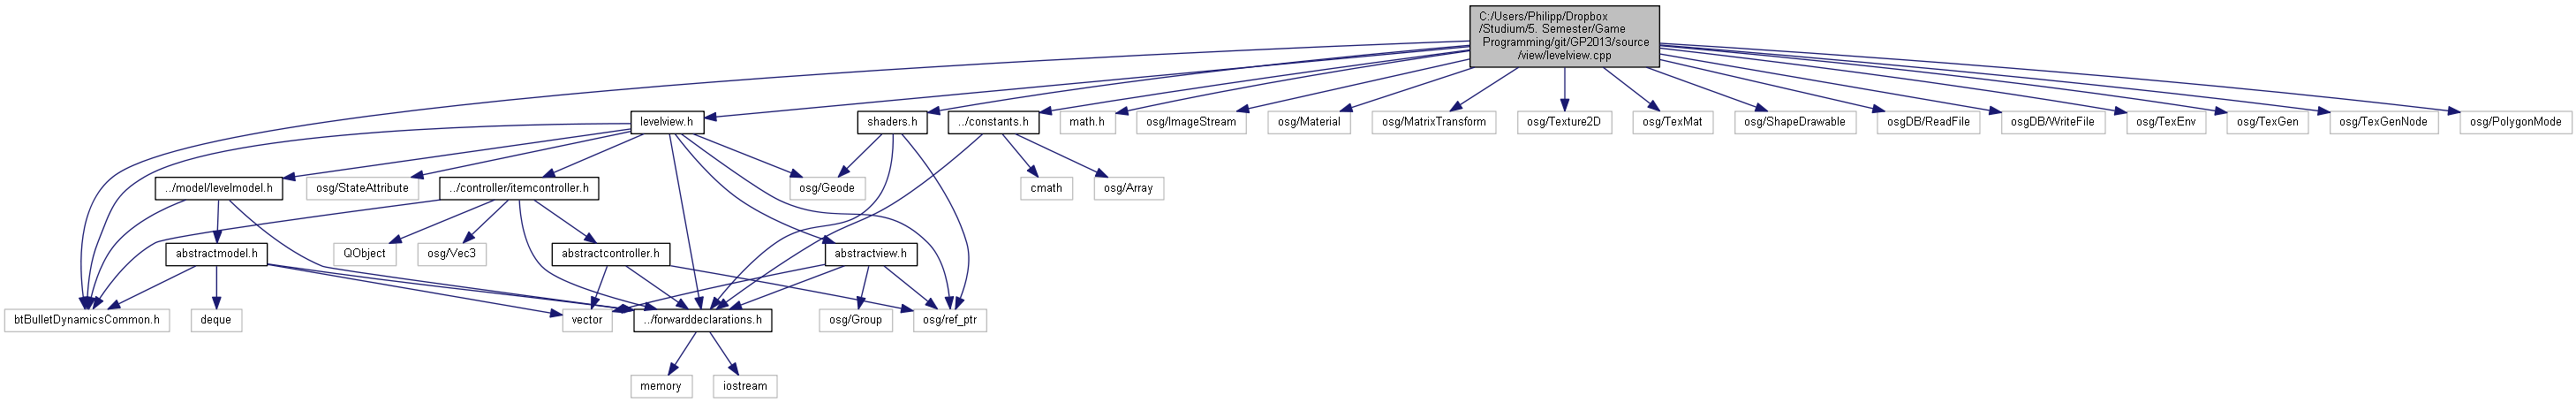 C:/Users/Philipp/Dropbox
/Studium/5. Semester/Game
Programming/git/GP2013/source
/view/levelview.cpp
levelview.h
shaders.h
../constants.h
math.h
osg/ImageStream
osg/Material
osg/MatrixTransform
osg/Texture2D
osg/TexMat
osg/ShapeDrawable
osgDB/ReadFile
osgDB/WriteFile
osg/TexEnv
osg/TexGen
osg/TexGenNode
osg/PolygonMode
../model/levelmodel.h
osg/StateAttribute
../controller/itemcontroller.h
osg/Geode
cmath
osg/Array
abstractmodel.h
QObject
osg/Vec3
abstractcontroller.h
abstractview.h
btBulletDynamicsCommon.h
deque
vector
../forwarddeclarations.h
osg/Group
osg/ref_ptr
memory
iostream